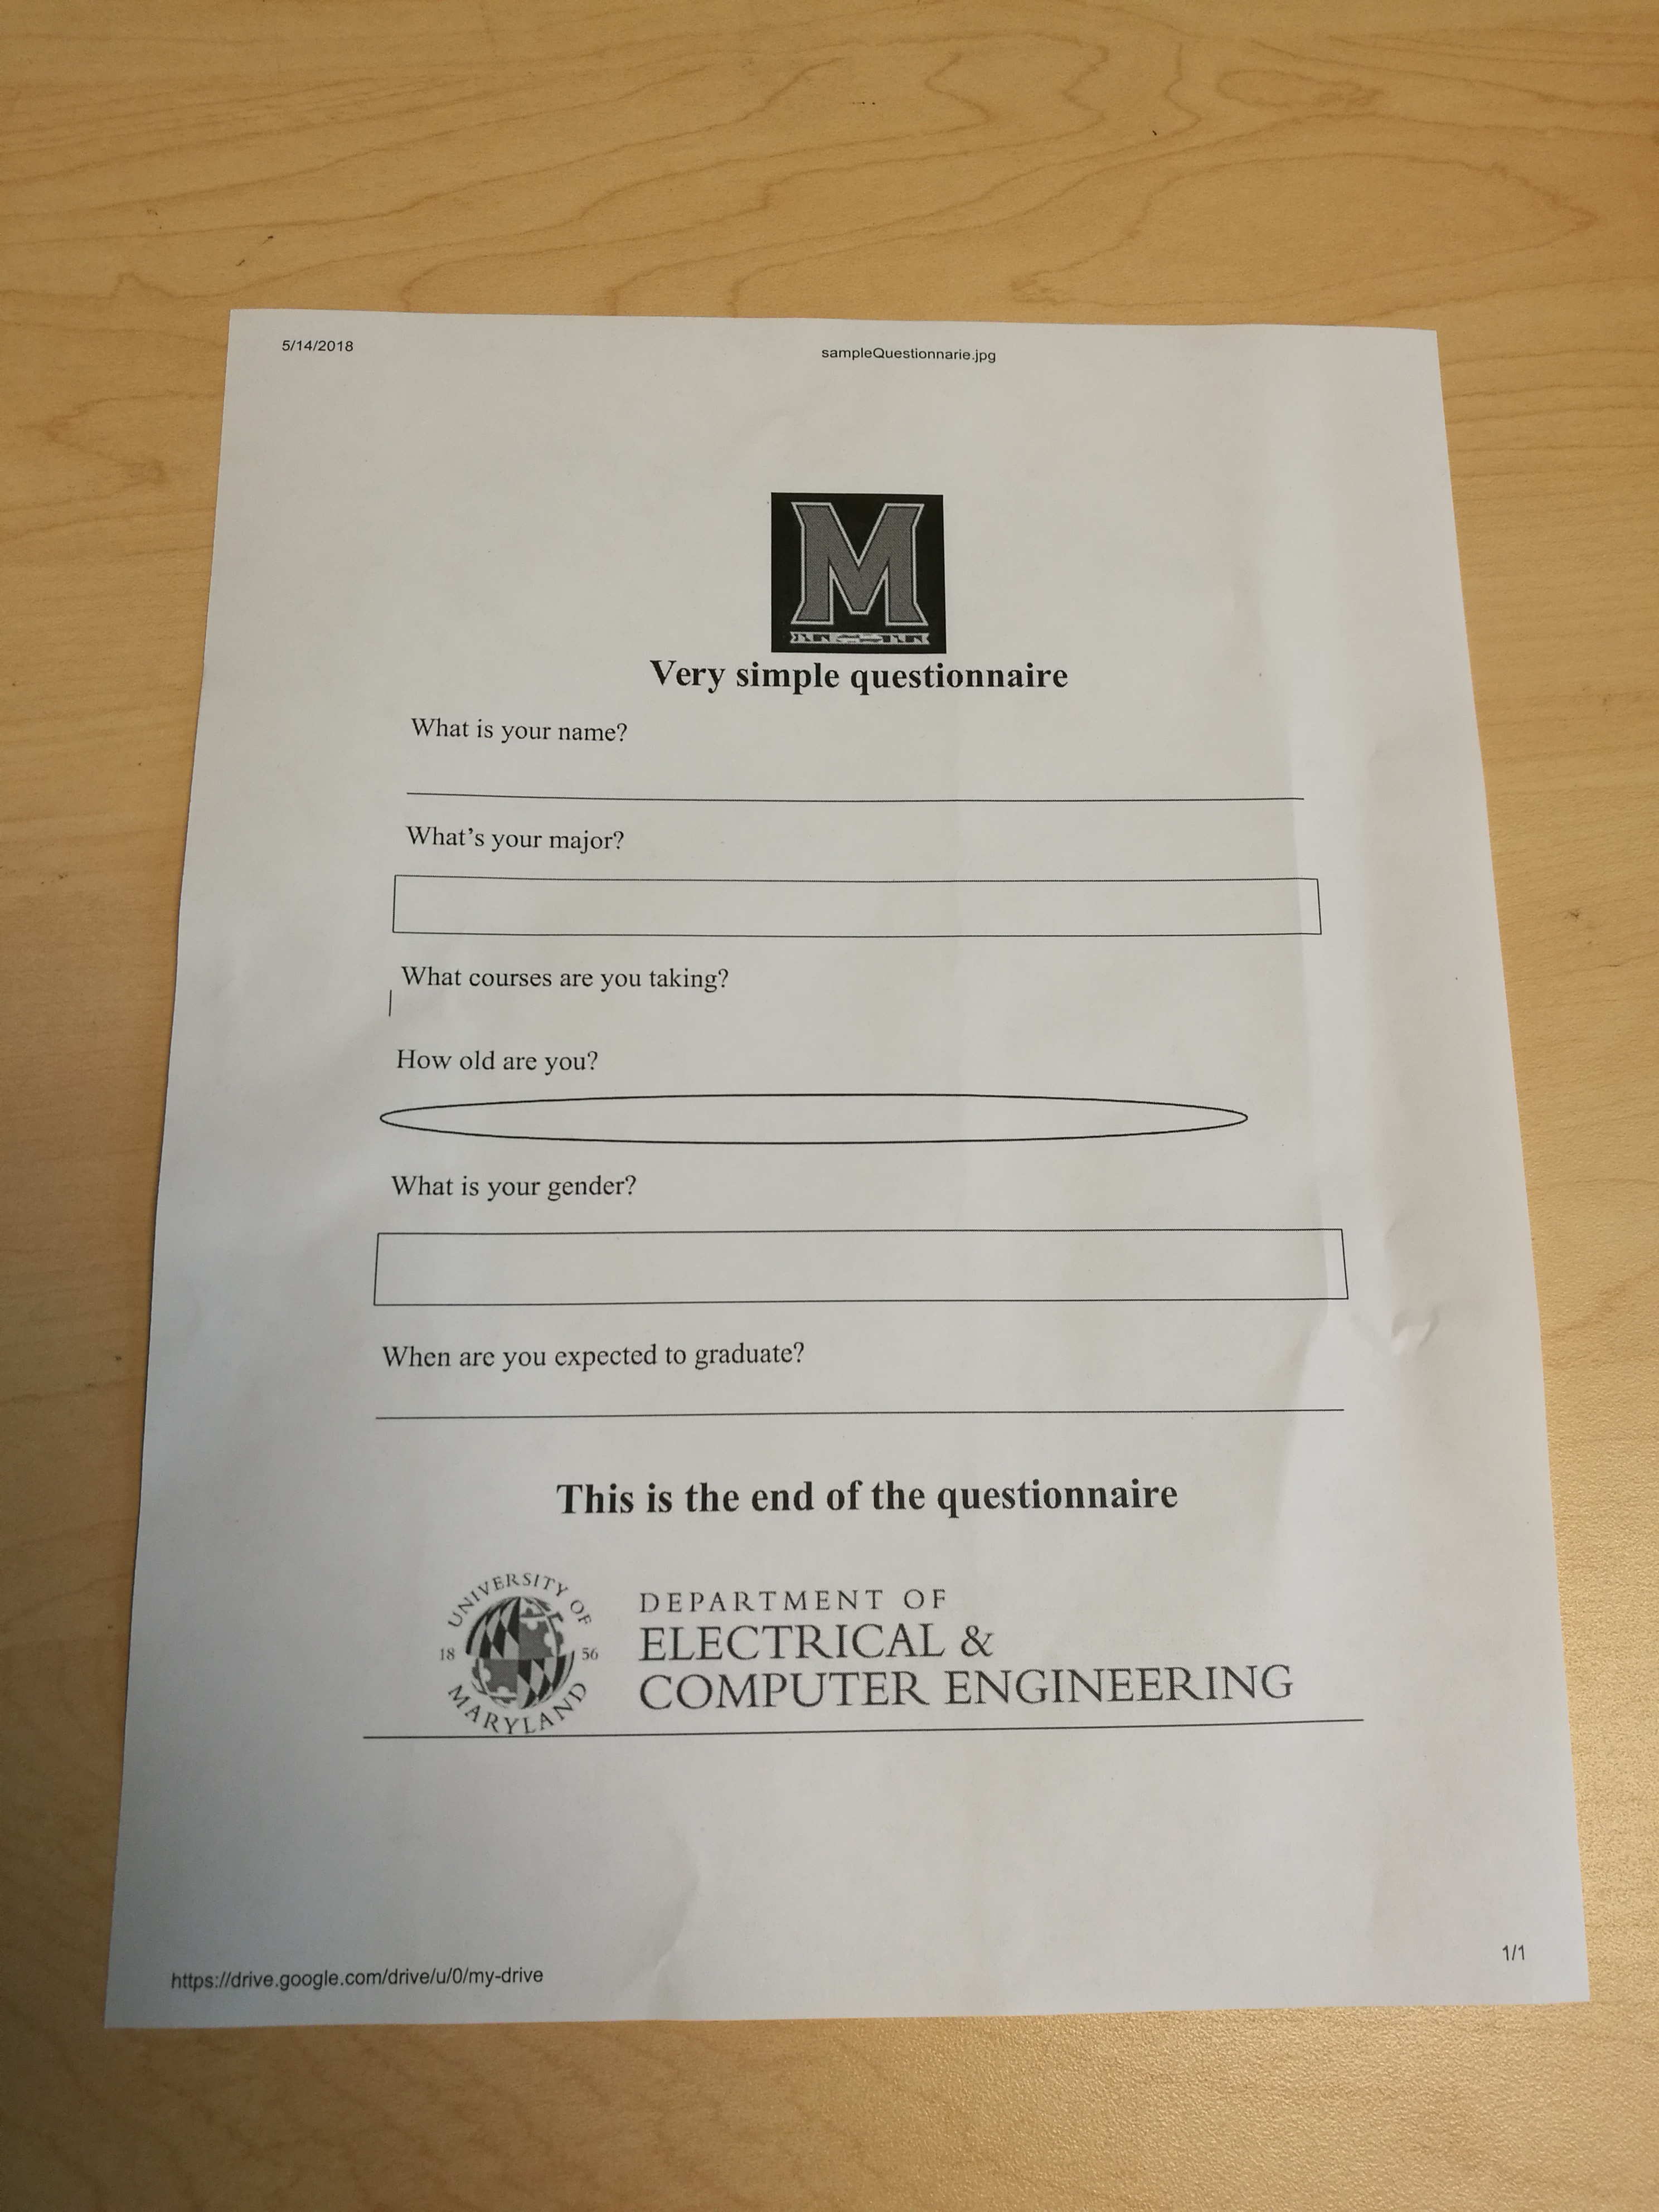 5/14/2018
sampleQuestionnarie.jpg
M
Very simple questionnaire
What is your name?
What's your major?
What courses are you taking?
How old are you?
What is your gender?
When are you expected to graduate?
This is the end of the questionnaire
UNIVERSITY OF
18 56
MARYLAND
DEPARTMENT OF
ELECTRICAL &
COMPUTER ENGINEERING
https://drive.google.com/drive/u/0/my-drive
1/1